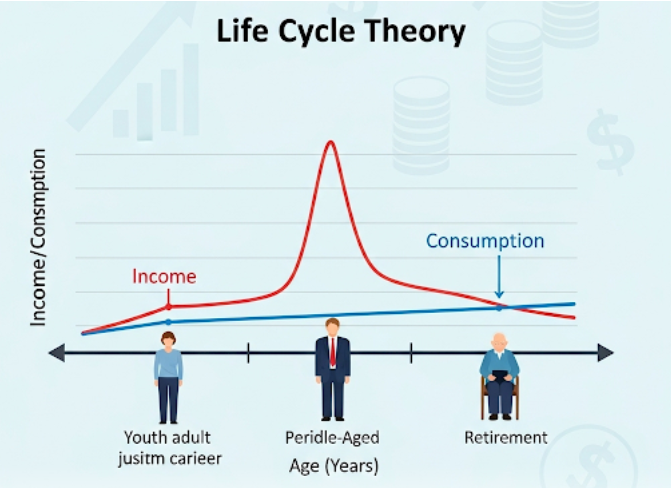 Life Cycle Theory
Income/Consmption
Income
Consumption
Youth adult
jusitm carieer
Peridle-Aged
Retirement
Age (Years)
$
$
$